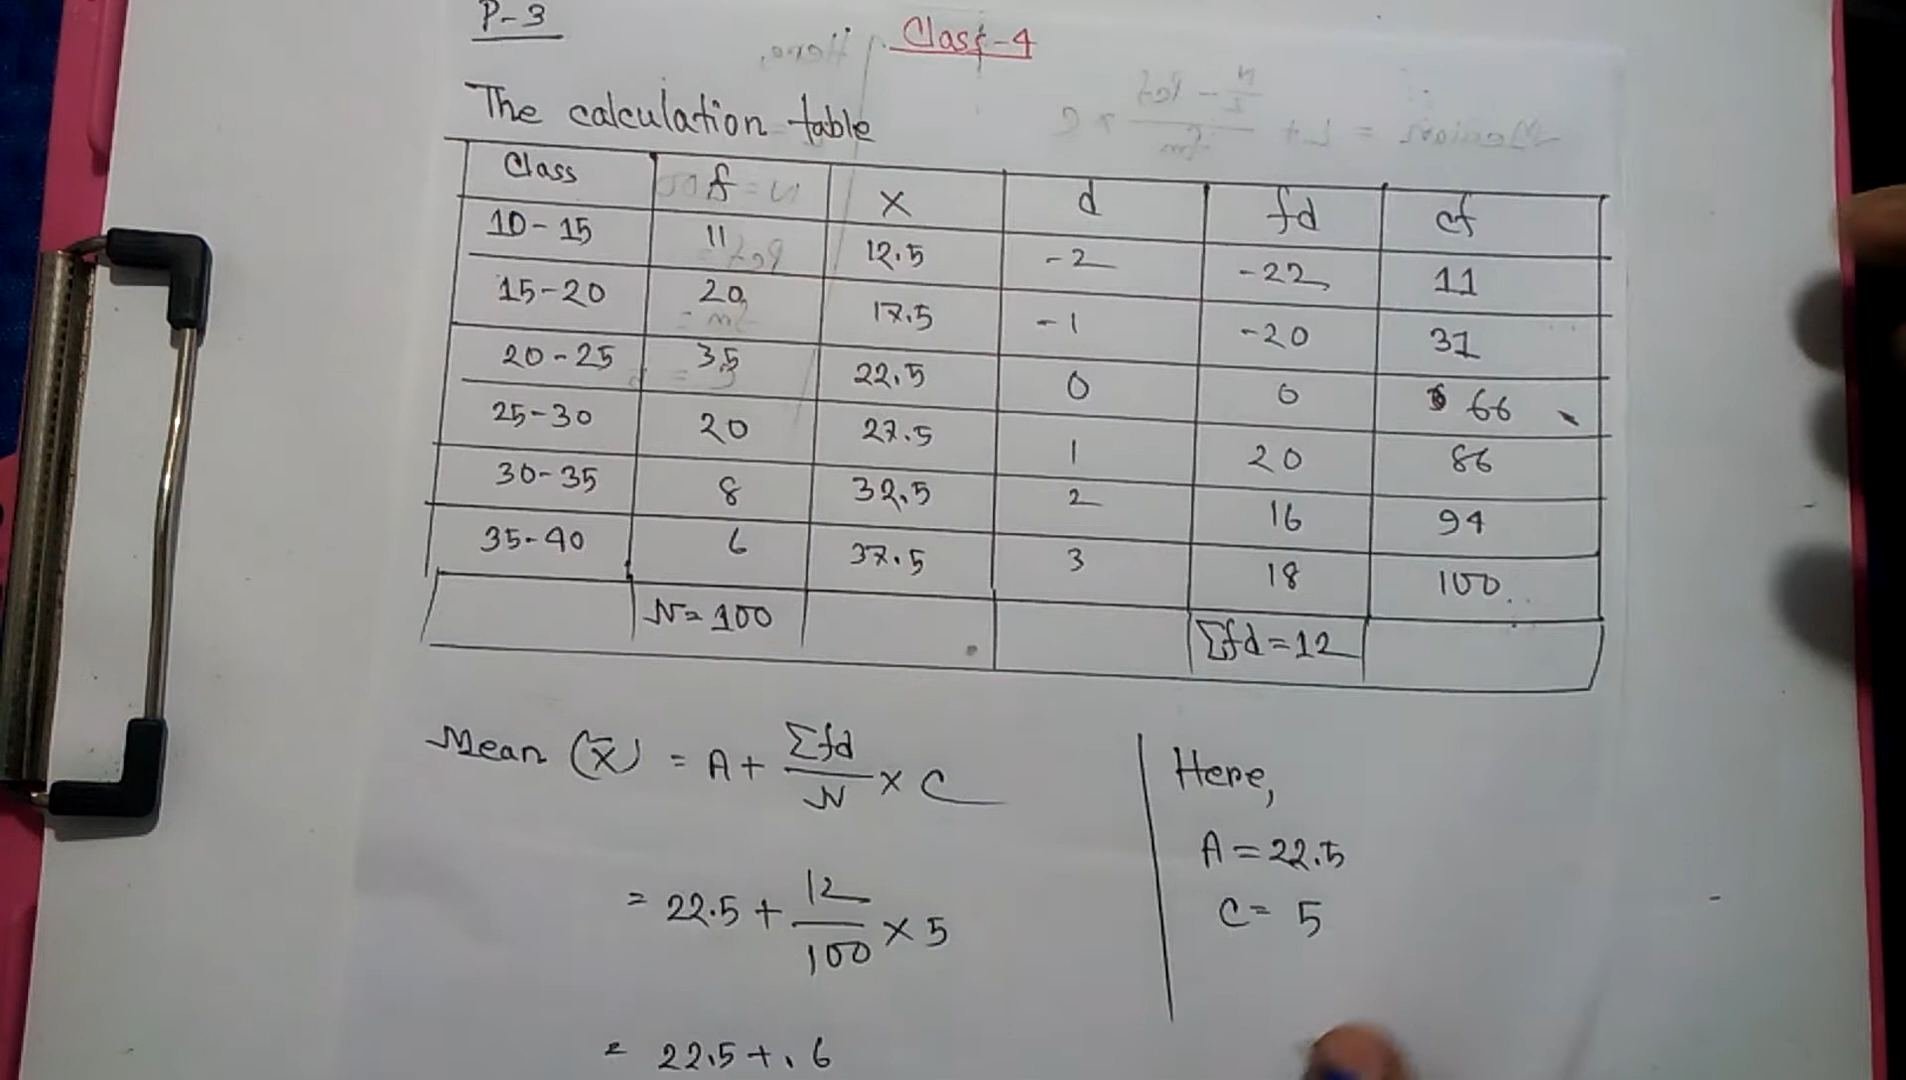 P-3
Class-4
The calculation table
Class f x d fd cf
10-15 11 12.5 -2 -22 11
15-20 20 17.5 -1 -20 31
20-25 35 22.5 0 0 66
25-30 20 27.5 1 20 86
30-35 8 32.5 2 16 94
35-40 6 37.5 3 18 100
N=100 Σfd=12
Mean (x̄) = A+ Σfd/N × C
Here,
A=22.5
= 22.5+ 12/100 × 5
C= 5
= 22.5+.6